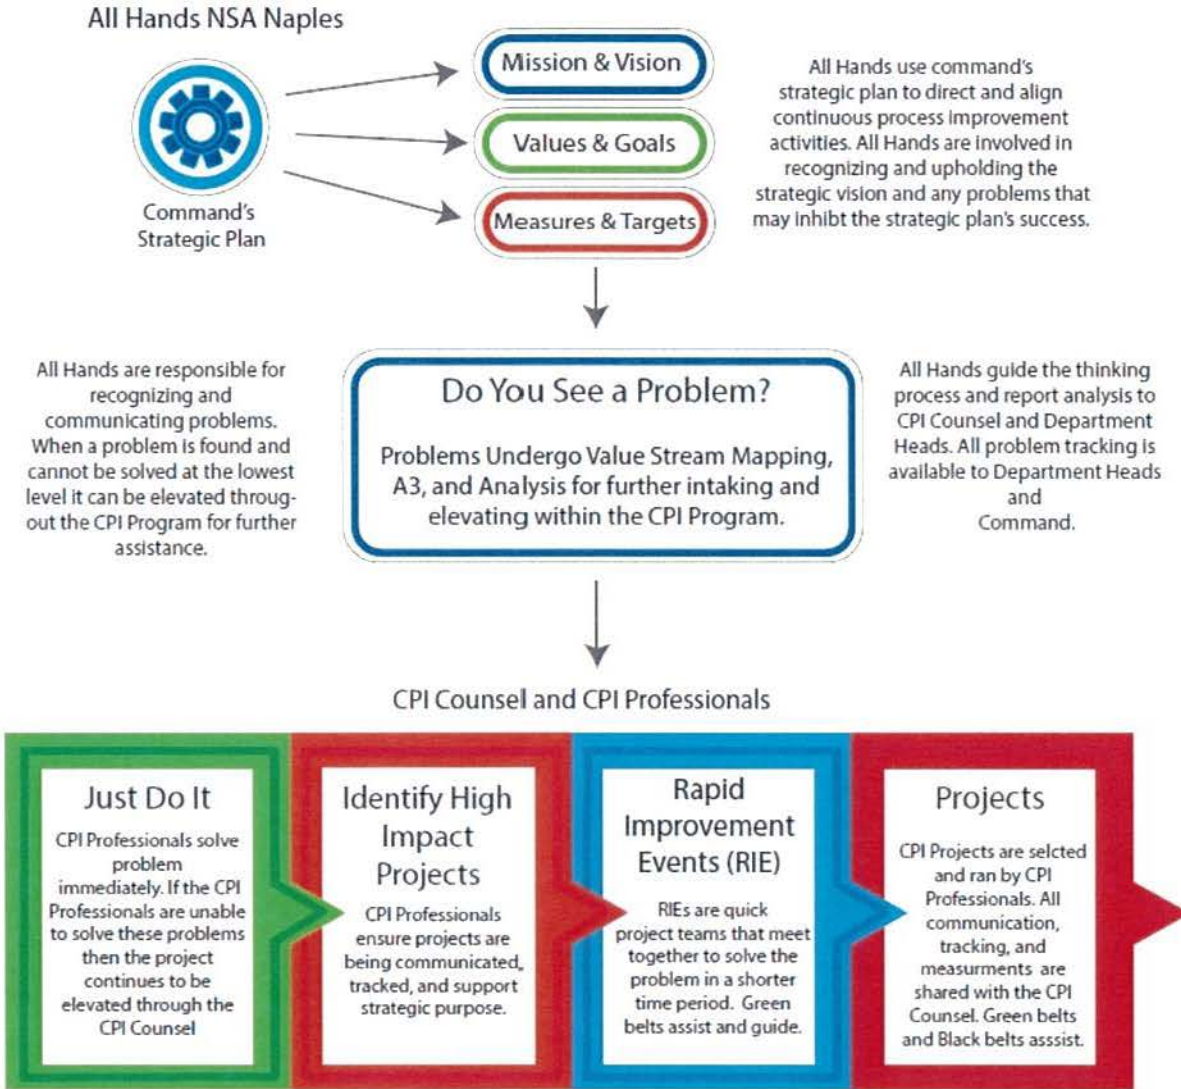 All Hands NSA Naples
Command's
Strategic Plan
Mission & Vision
Values & Goals
Measures & Targets
All Hands use command's
strategic plan to direct and align
continuous process improvement
activities. All Hands are involved in
recognizing and upholding the
strategic vision and any problems that
may inhibt the strategic plan's success.
All Hands are responsible for
recognizing and
communicating problems.
When a problem is found and
cannot be solved at the lowest
level it can be elevated throug-
out the CPI Program for further
assistance.
Do You See a Problem?
Problems Undergo Value Stream Mapping,
A3, and Analysis for further intaking and
elevating within the CPI Program.
All Hands guide the thinking
process and report analysis to
CPI Counsel and Department
Heads. All problem tracking is
available to Department Heads
and
Command.
CPI Counsel and CPI Professionals
Just Do It
CPI Professionals solve
problem
immediately. If the CPI
Professionals are unable
to solve these problems
then the project
continues to be
elevated through the
CPI Counsel
Identify High
Impact
Projects
CPI Professionals
ensure projects are
being communicated,
tracked, and support
strategic purpose.
Rapid
Improvement
Events (RIE)
RIEs are quick
project teams that meet
together to solve the
problem in a shorter
time period. Green
belts assist and guide.
Projects
CPI Projects are selcted
and ran by CPI
Professionals. All
communication,
tracking, and
measurments are
shared with the CPI
Counsel. Green belts
and Black belts asssist.